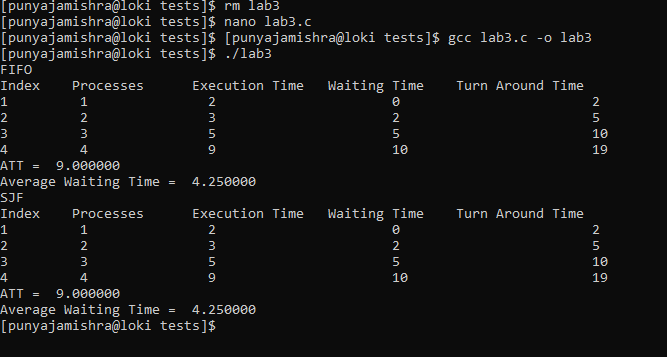 [punyajamishra@loki tests]$ rm lab3
[punyajamishra@loki tests]$ nano lab3.c
[punyajamishra@loki tests]$ [punyajamishra@loki tests]$ gcc lab3.c -o lab3
[punyajamishra@loki tests]$ ./lab3
FIFO
Index    Processes      Execution Time   Waiting Time    Turn Around Time
1         1               2                      0                        2
2         2               3                      2                        5
3         3               5                      5                        10
4         4               9                      10                       19
ATT =  9.000000
Average Waiting Time =  4.250000
SJF
Index    Processes      Execution Time   Waiting Time    Turn Around Time
1         1               2                      0                        2
2         2               3                      2                        5
3         3               5                      5                        10
4         4               9                      10                       19
ATT =  9.000000
Average Waiting Time =  4.250000
[punyajamishra@loki tests]$